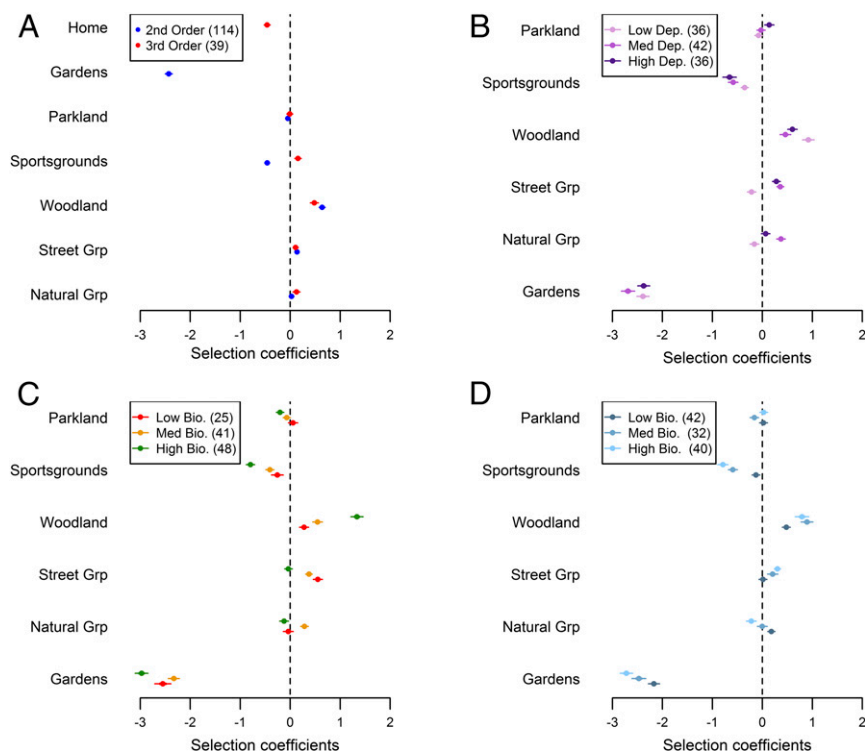 A
2nd Order (114)
3rd Order (39)
Home
Gardens
Parkland
Sportsgrounds
Woodland
Street Grp
Natural Grp
-3 -2 -1 0 1 2
Selection coefficients
B
Low Dep. (36)
Med Dep. (42)
High Dep. (36)
Parkland
Sportsgrounds
Woodland
Street Grp
Natural Grp
Gardens
-3 -2 -1 0 1 2
Selection coefficients
C
Low Bio. (25)
Med Bio. (41)
High Bio. (48)
Parkland
Sportsgrounds
Woodland
Street Grp
Natural Grp
Gardens
-3 -2 -1 0 1 2
Selection coefficients
D
Low Bio. (42)
Med Bio. (32)
High Bio. (40)
Parkland
Sportsgrounds
Woodland
Street Grp
Natural Grp
Gardens
-3 -2 -1 0 1 2
Selection coefficients